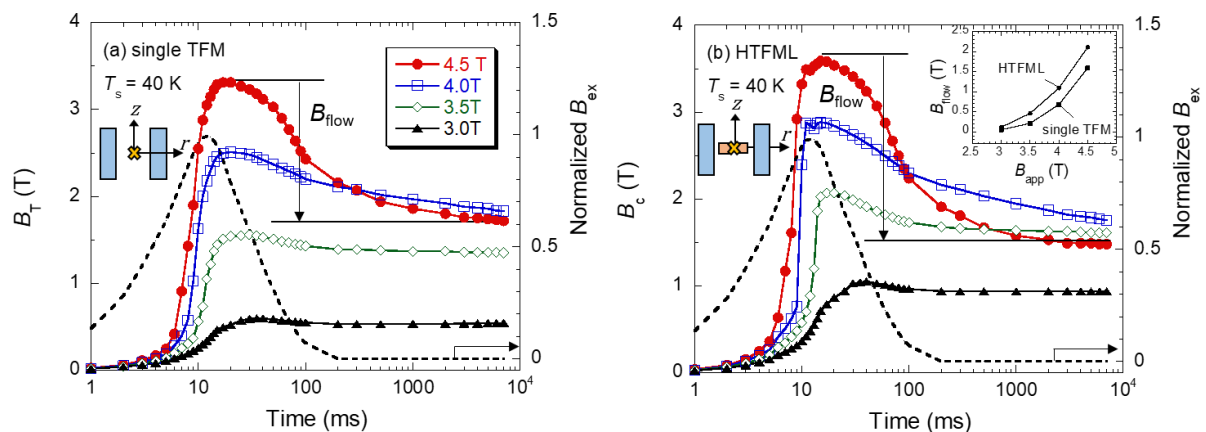 4
3
2
1
0
B_T (T)
(a) single TFM
T_s = 40 K
z
r
4.5 T
4.0T
3.5T
3.0T
B_flow
1.5
1
0.5
0
Normalized B_ex
1
10
100
1000
10^4
Time (ms)
4
3
2
1
0
B_c (T)
(b) HTFML
T_s = 40 K
z
r
B_flow
2.5
2
1.5
1
0.5
0
B_flow (T)
HTFML
single TFM
2.5 3 3.5 4 4.5 5
B_app (T)
1.5
1
0.5
0
Normalized B_ex
1
10
100
1000
10^4
Time (ms)